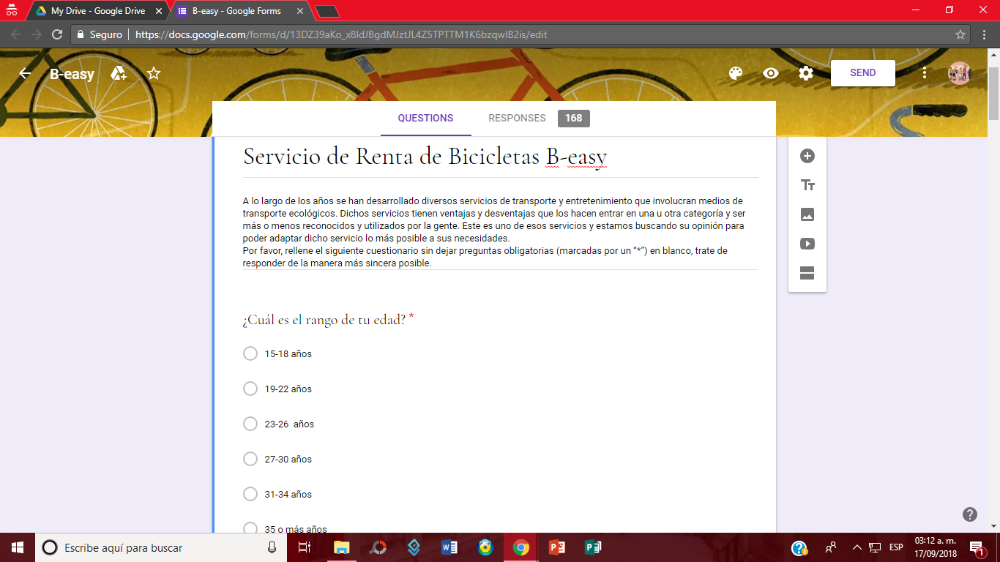 My Drive - Google Drive
B-easy - Google Forms
Seguro
https://docs.google.com/forms/d/13DZ39aKo_x8ldJBgdMJztJL4Z5TPTTM1K6bzqwlB2is/edit
B-easy
SEND
QUESTIONS
RESPONSES 168
Servicio de Renta de Bicicletas B-easy
A lo largo de los años se han desarrollado diversos servicios de transporte y entretenimiento que involucran medios de
transporte ecológicos. Dichos servicios tienen ventajas y desventajas que los hacen entrar en una u otra categoría y ser
más o menos reconocidos y utilizados por la gente. Este es uno de esos servicios y estamos buscando su opinión para
poder adaptar dicho servicio lo más posible a sus necesidades.
Por favor, rellene el siguiente cuestionario sin dejar preguntas obligatorias (marcadas por un “*”) en blanco, trate de
responder de la manera más sincera posible.
¿Cuál es el rango de tu edad? *
15-18 años
19-22 años
23-26 años
27-30 años
31-34 años
35 o más años
Escribe aquí para buscar
ESP
03:12 a. m.
17/09/2018
1